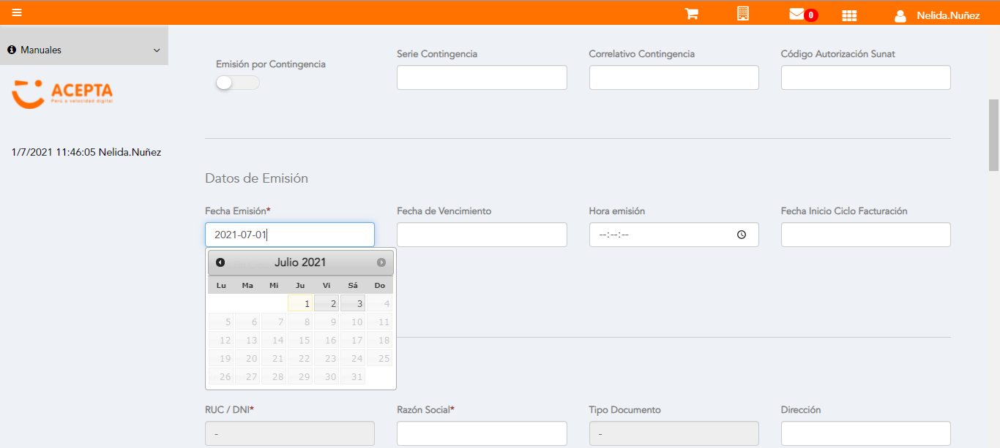 0
Nelida.Nuñez
Manuales
ACEPTA
Perú a velocidad digital
1/7/2021 11:46:05 Nelida.Nuñez
Emisión por Contingencia
Serie Contingencia
Correlativo Contingencia
Código Autorización Sunat
Datos de Emisión
Fecha Emisión*
Fecha de Vencimiento
Hora emisión
Fecha Inicio Ciclo Facturación
2021-07-01
--:--:--
Julio 2021
Lu Ma Mi Ju Vi Sá Do
1 2 3 4
5 6 7 8 9 10 11
12 13 14 15 16 17 18
19 20 21 22 23 24 25
26 27 28 29 30 31
RUC / DNI*
Razón Social*
Tipo Documento
Dirección
-
-